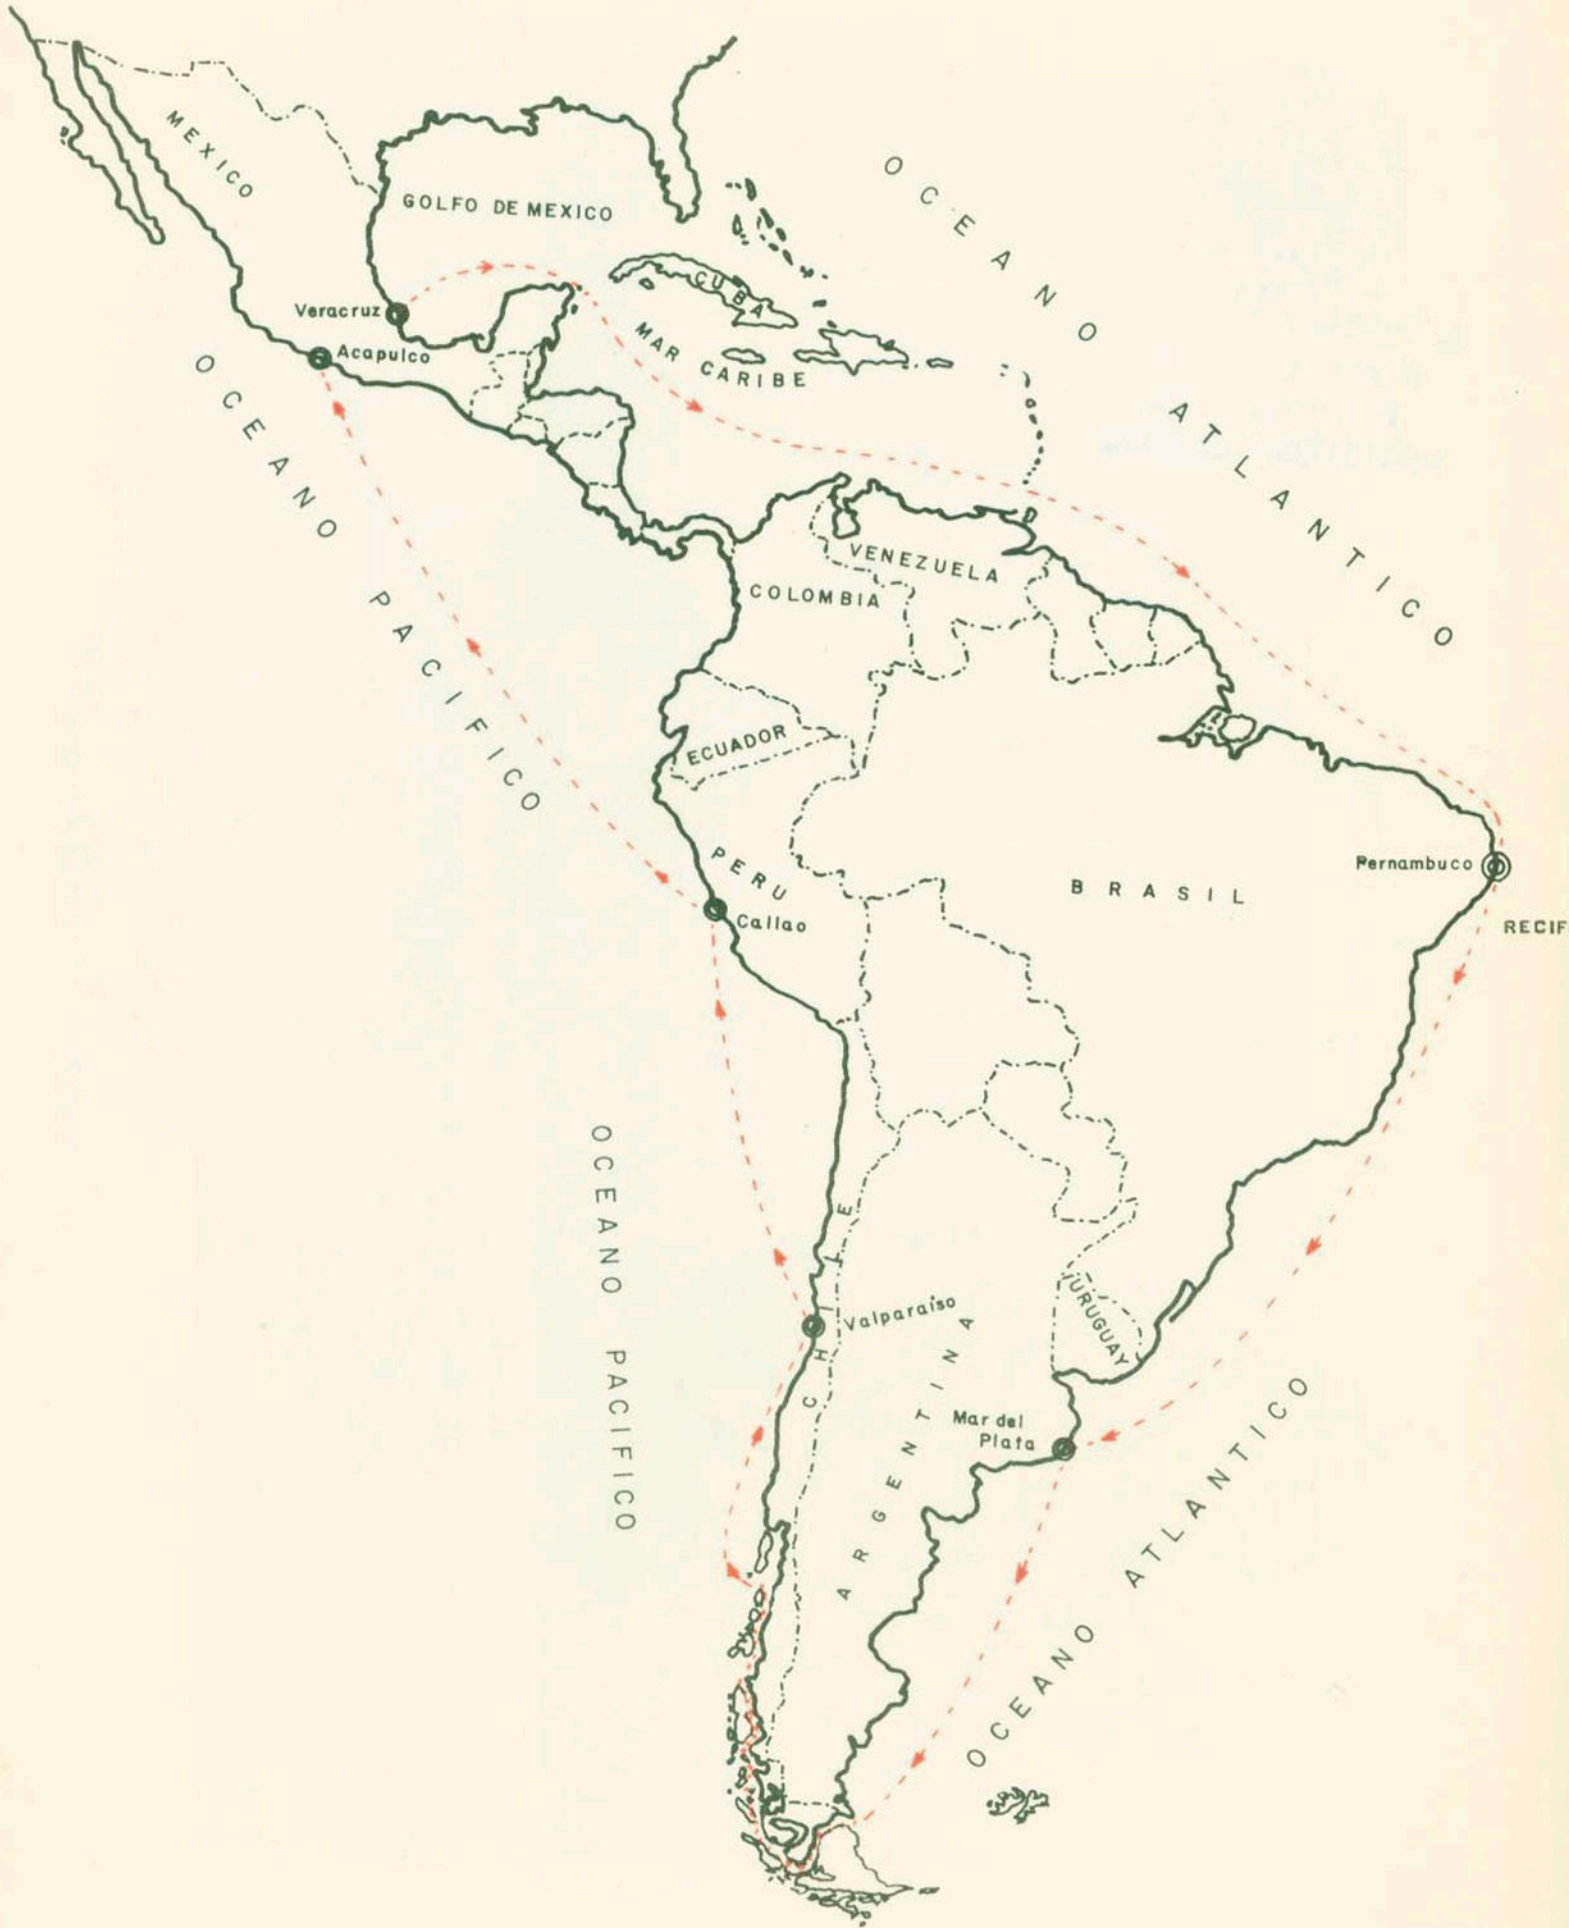 MEXICO
GOLFO DE MEXICO
OCEANO ATLANTICO
CUBA
Veracruz
Acapulco
MAR CARIBE
OCEANO PACIFICO
VENEZUELA
COLOMBIA
ECUADOR
PERU
Callao
BRASIL
Pernambuco
RECIF
OCEANO PACIFICO
CHILE
Valparaiso
URUGUAY
ARGENTINA
Mar del
Plata
OCEANO ATLANTICO